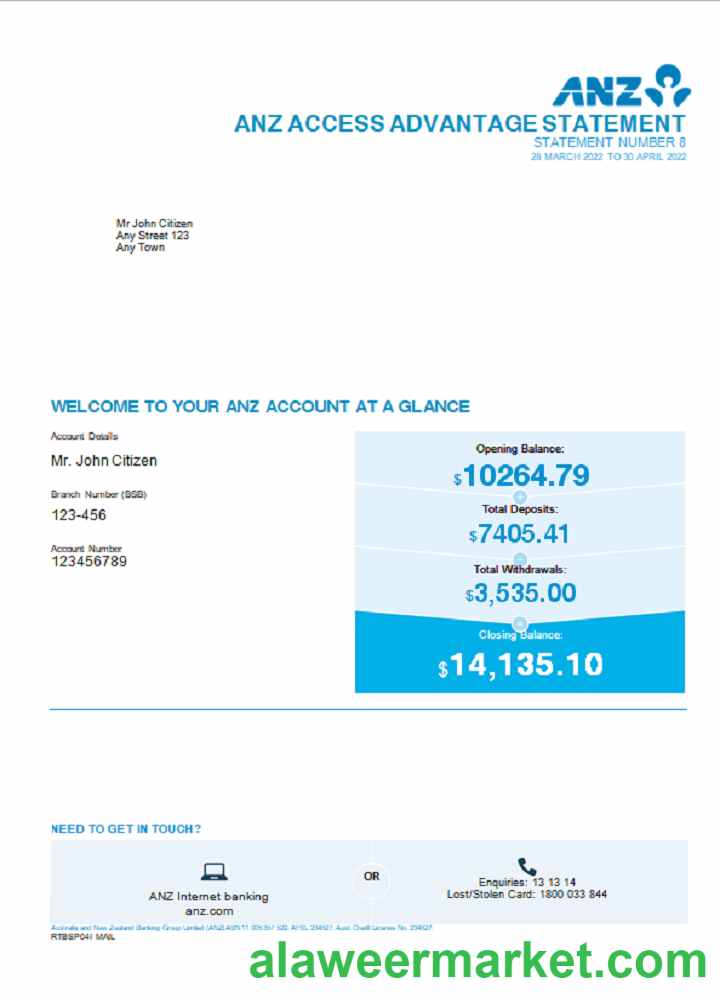 ANZ
ANZ ACCESS ADVANTAGE STATEMENT
STATEMENT NUMBER 8
28 MARCH 2022 TO 30 APRIL 2022
Mr John Citizen
Any Street 123
Any Town
WELCOME TO YOUR ANZ ACCOUNT AT A GLANCE
Account Details
Mr. John Citizen
Branch Number (BSB)
123-456
Account Number
123456789
Opening Balance:
$10264.79
Total Deposits:
$7405.41
Total Withdrawals:
$3,535.00
Closing Balance:
$14,135.10
NEED TO GET IN TOUCH?
ANZ Internet banking
anz.com
OR
Enquiries: 13 13 14
Lost/Stolen Card: 1800 033 844
Australia and New Zealand Banking Group Limited (ANZ) ABN 11 005 357 522. AFSL 234527. Aust. Credit License No. 234527
RTBSP041 MAIL
alaweermarket.com